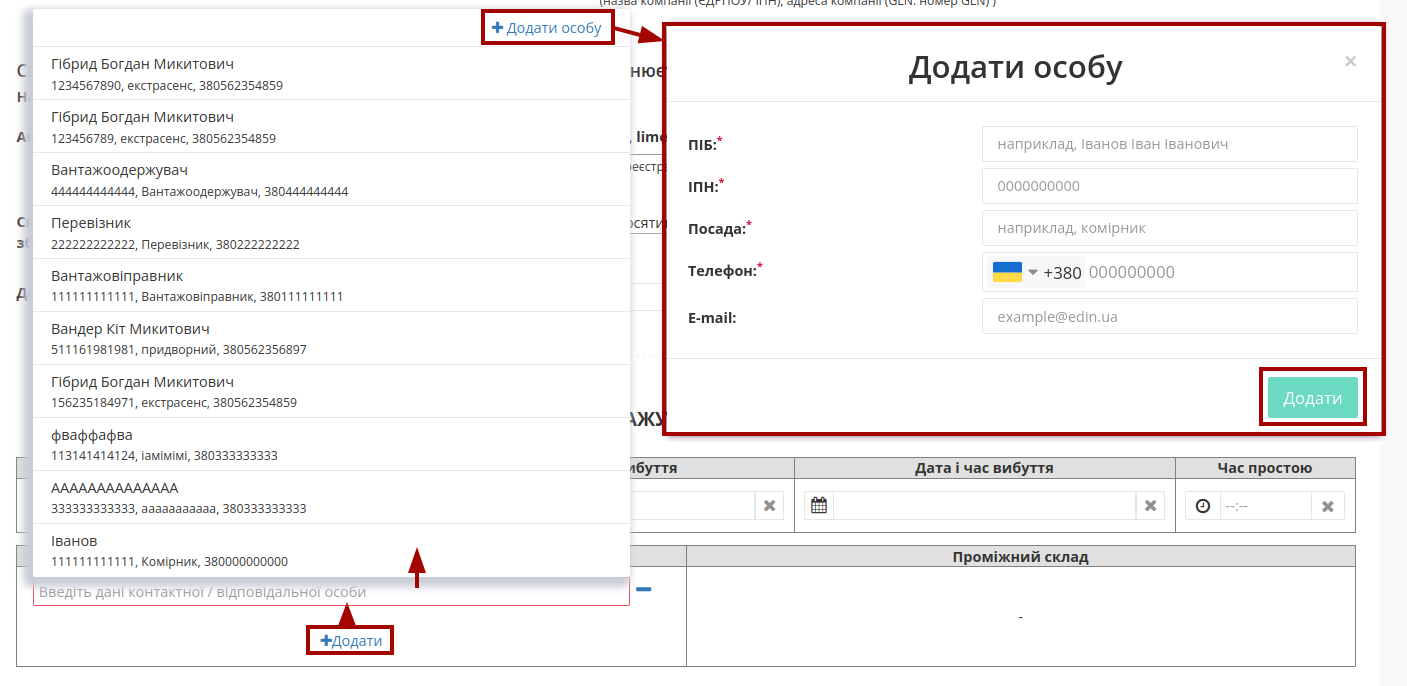 (назва компанії (ЄДРПОУ/ ІПН), адреса компанії (GLN: номер GLN) )
Додати особу
Гібрид Богдан Микитович
1234567890, екстрасенс, 380562354859
Гібрид Богдан Микитович
123456789, екстрасенс, 380562354859
Вантажоодержувач
444444444444, Вантажоодержувач, 380444444444
Перевізник
222222222222, Перевізник, 380222222222
Вантажовіправник
111111111111, Вантажовіправник, 380111111111
Вандер Кіт Микитович
511161981981, придворний, 380562356897
Гібрид Богдан Микитович
156235184971, екстрасенс, 380562354859
фваффафва
113141414124, іамімімі, 380333333333
АААААААААААААА
333333333333, ааааааааааа, 380333333333
Іванов
111111111111, Комірник, 380000000000
Введіть дані контактної / відповідальної особи
Додати
Додати особу
×
ПІБ:*
наприклад, Іванов Іван Іванович
ІПН:*
0000000000
Посада:*
наприклад, комірник
Телефон:*
+380 000000000
E-mail:
example@edin.ua
Додати
Дата і час вибуття
Час простою
--:--
Проміжний склад
-